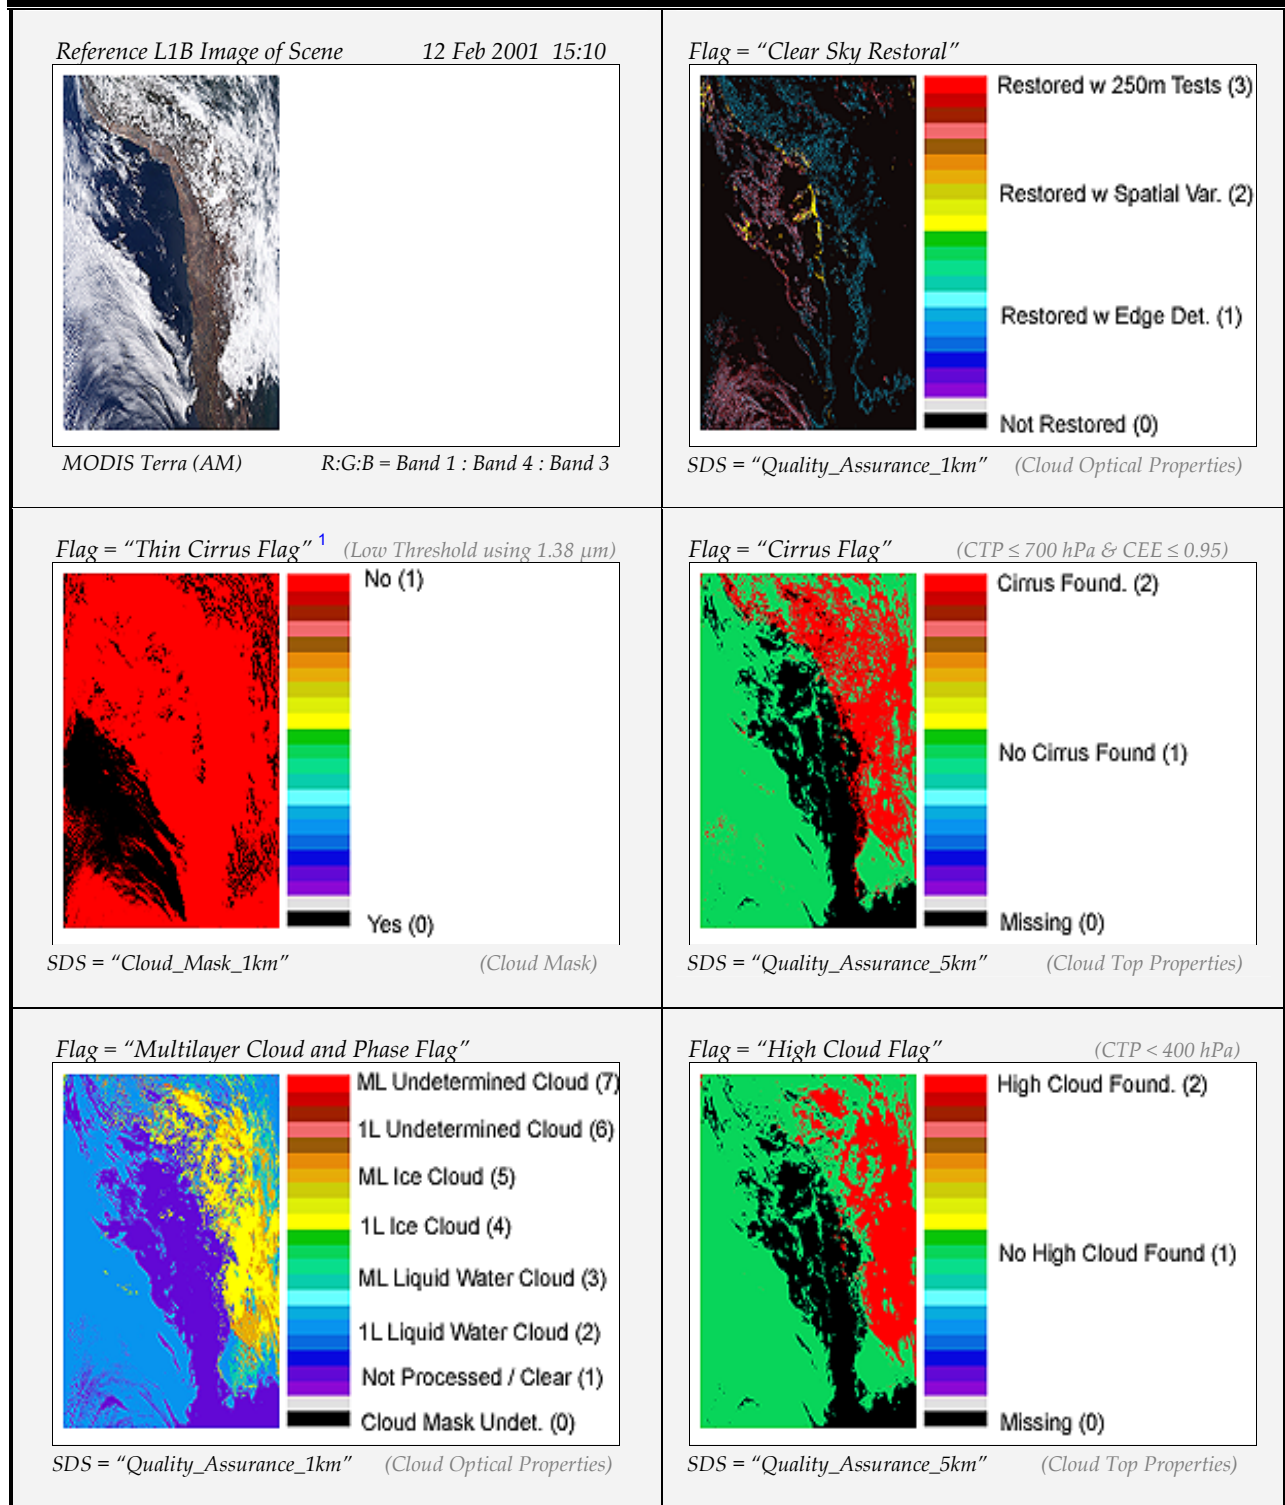 Reference L1B Image of Scene 12 Feb 2001 15:10
MODIS Terra (AM) R:G:B = Band 1 : Band 4 : Band 3
Flag = “Clear Sky Restoral”
Restored w 250m Tests (3)
Restored w Spatial Var. (2)
Restored w Edge Det. (1)
Not Restored (0)
SDS = “Quality_Assurance_1km” (Cloud Optical Properties)
Flag = “Thin Cirrus Flag” 1 (Low Threshold using 1.38 µm)
No (1)
Yes (0)
SDS = “Cloud_Mask_1km” (Cloud Mask)
Flag = “Cirrus Flag” (CTP ≤ 700 hPa & CEE ≤ 0.95)
Cirrus Found. (2)
No Cirrus Found (1)
Missing (0)
SDS = “Quality_Assurance_5km” (Cloud Top Properties)
Flag = “Multilayer Cloud and Phase Flag”
ML Undetermined Cloud (7)
1L Undetermined Cloud (6)
ML Ice Cloud (5)
1L Ice Cloud (4)
ML Liquid Water Cloud (3)
1L Liquid Water Cloud (2)
Not Processed / Clear (1)
Cloud Mask Undet. (0)
SDS = “Quality_Assurance_1km” (Cloud Optical Properties)
Flag = “High Cloud Flag” (CTP < 400 hPa)
High Cloud Found. (2)
No High Cloud Found (1)
Missing (0)
SDS = “Quality_Assurance_5km” (Cloud Top Properties)